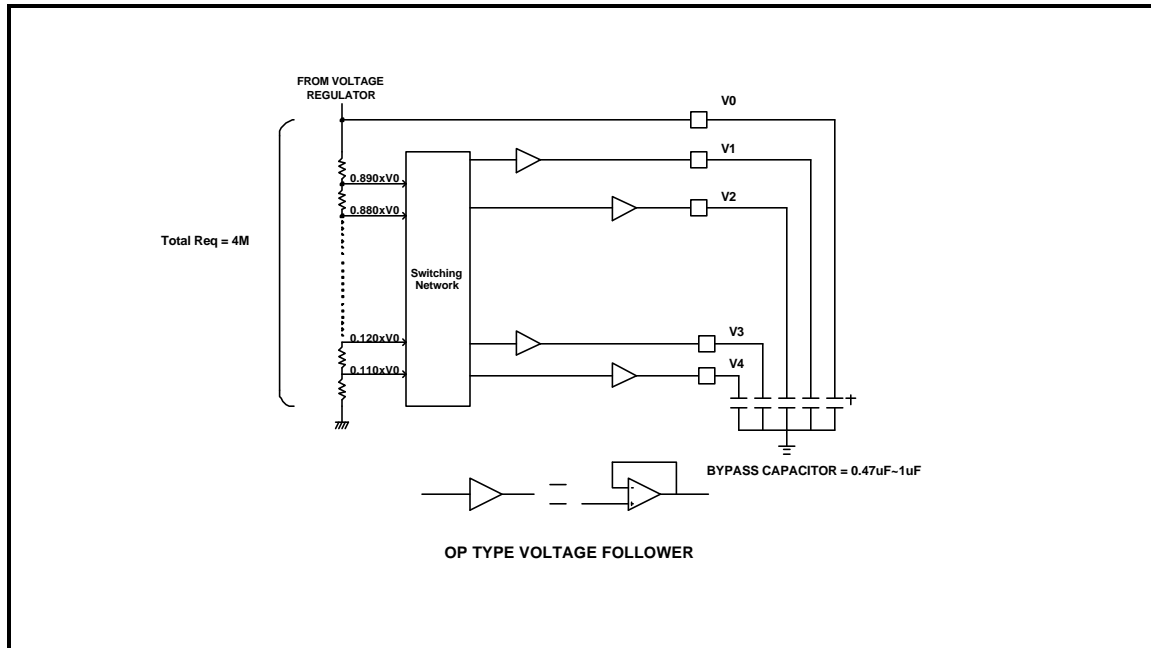 FROM VOLTAGE
REGULATOR
V0
V1
0.890xV0
V2
0.880xV0
Total Req = 4M
Switching
Network
V3
0.120xV0
V4
0.110xV0
+
BYPASS CAPACITOR = 0.47uF~1uF
-
+
OP TYPE VOLTAGE FOLLOWER